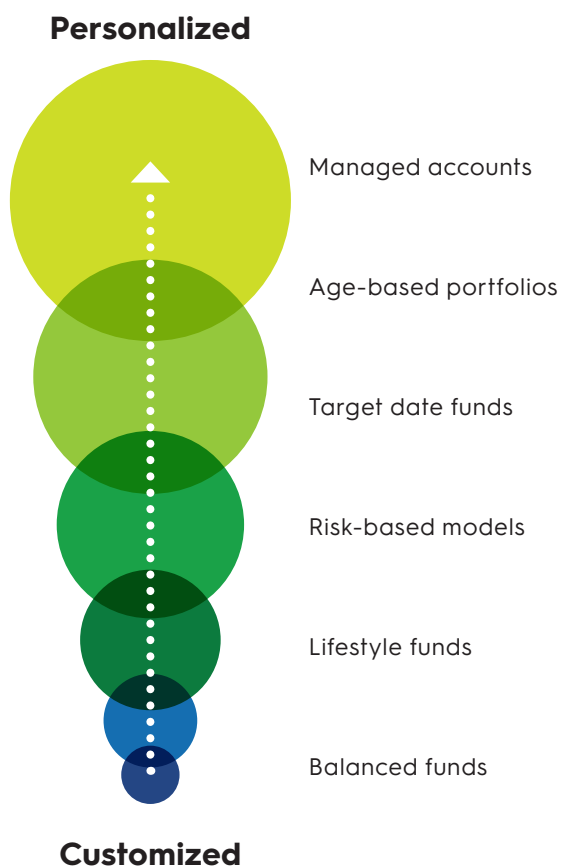 Personalized
Managed accounts
Age-based portfolios
Target date funds
Risk-based models
Lifestyle funds
Balanced funds
Customized